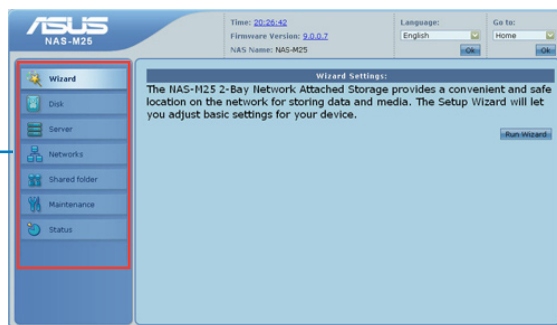 ASUS
NAS-M25
Time: 20:26:42
Firmware Version: 9.0.0.7
NAS Name: NAS-M25
Language:
English
Ok
Go to:
Home
Ok
Wizard
Disk
Server
Networks
Shared folder
Maintenance
Status
Wizard Settings:
The NAS-M25 2-Bay Network Attached Storage provides a convenient and safe
location on the network for storing data and media. The Setup Wizard will let
you adjust basic settings for your device.
Run Wizard